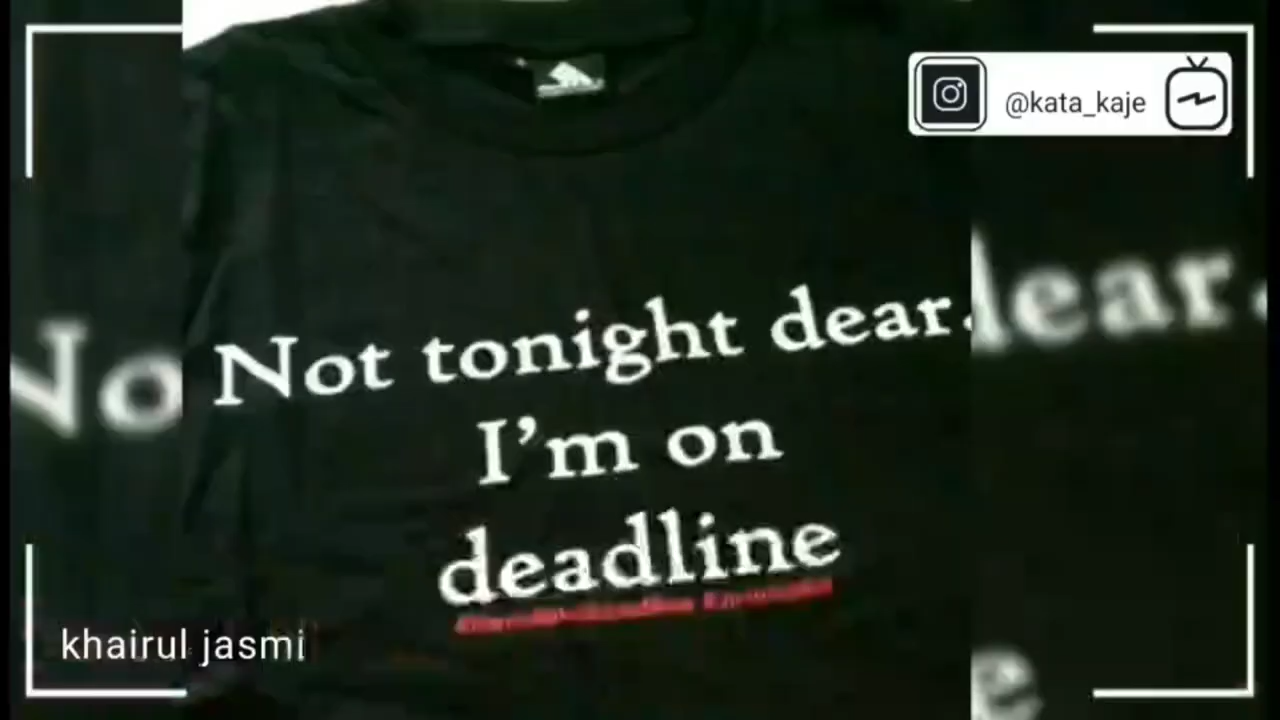 @kata_kaje
Not tonight dear.
I'm on
deadline
khairul jasmi